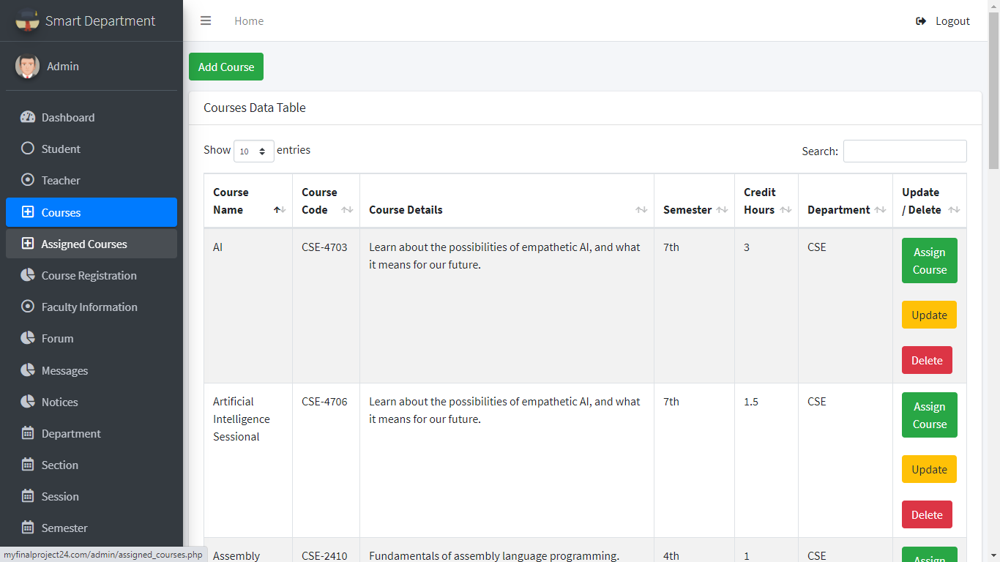 Smart Department
Home
Logout
Admin
Dashboard
Student
Teacher
Courses
Assigned Courses
Course Registration
Faculty Information
Forum
Messages
Notices
Department
Section
Session
Semester
Add Course
Courses Data Table
Show 10 entries
Search:
Course Name
Course Code
Course Details
Semester
Credit Hours
Department
Update / Delete
AI
CSE-4703
Learn about the possibilities of empathetic AI, and what
it means for our future.
7th
3
CSE
Assign
Course
Update
Delete
Artificial
Intelligence
Sessional
CSE-4706
Learn about the possibilities of empathetic AI, and what
it means for our future.
7th
1.5
CSE
Assign
Course
Update
Delete
Assembly
CSE-2410
Fundamentals of assembly language programming.
4th
1
CSE
Assign
myfinalproject24.com/admin/assigned_courses.php